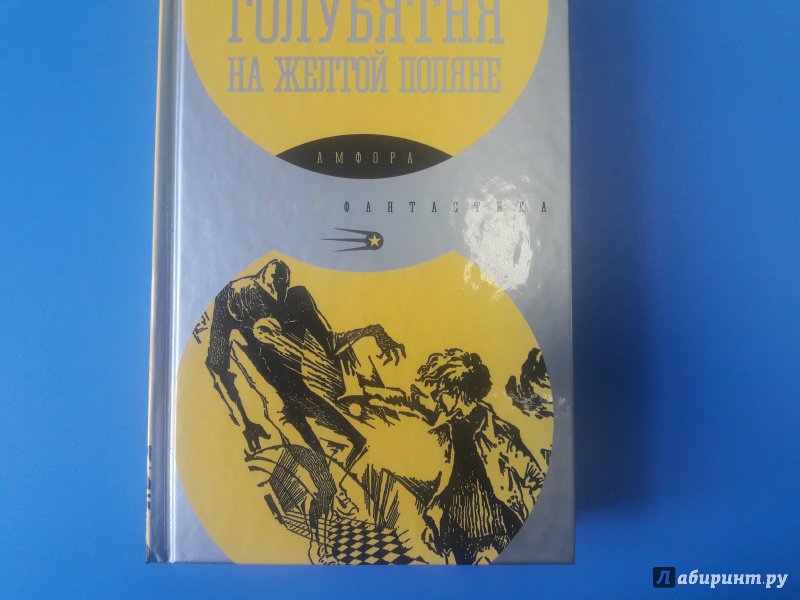 ГОЛУБЯТНЯ
НА ЖЕЛТОЙ ПОЛЯНЕ
АМФОРА
ФАНТАСТИКА
Лабиринт.ру